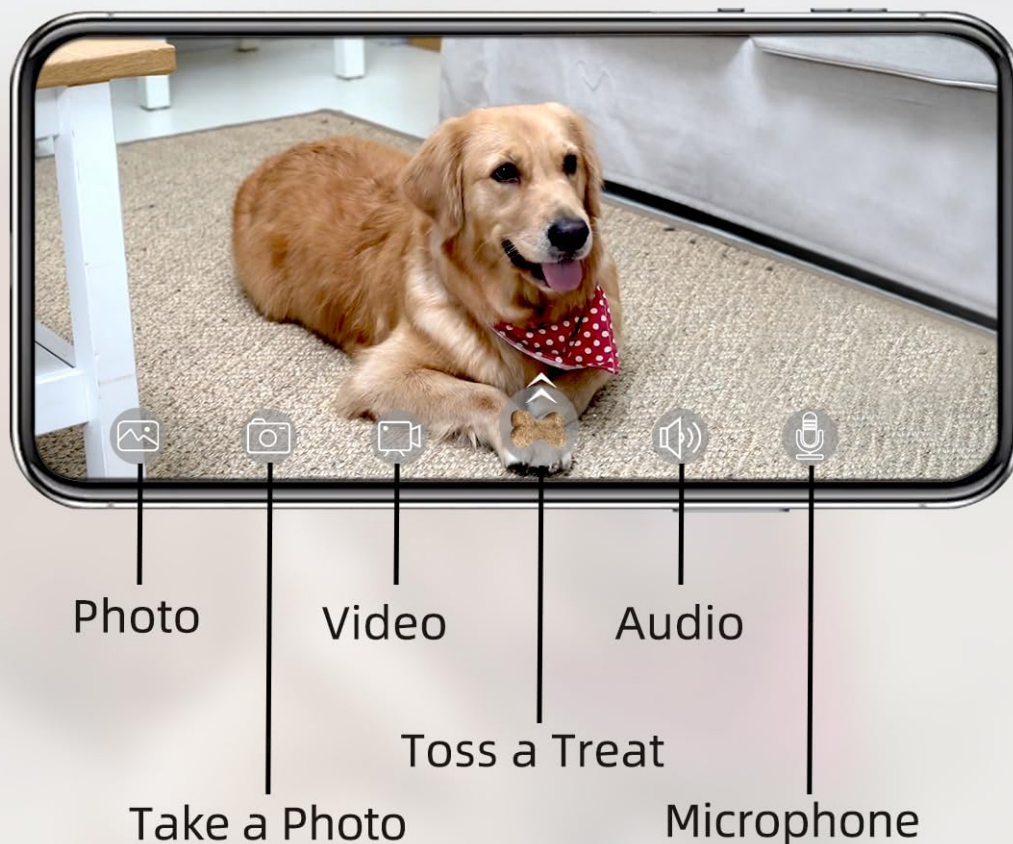 Photo
Video
Audio
Toss a Treat
Take a Photo
Microphone